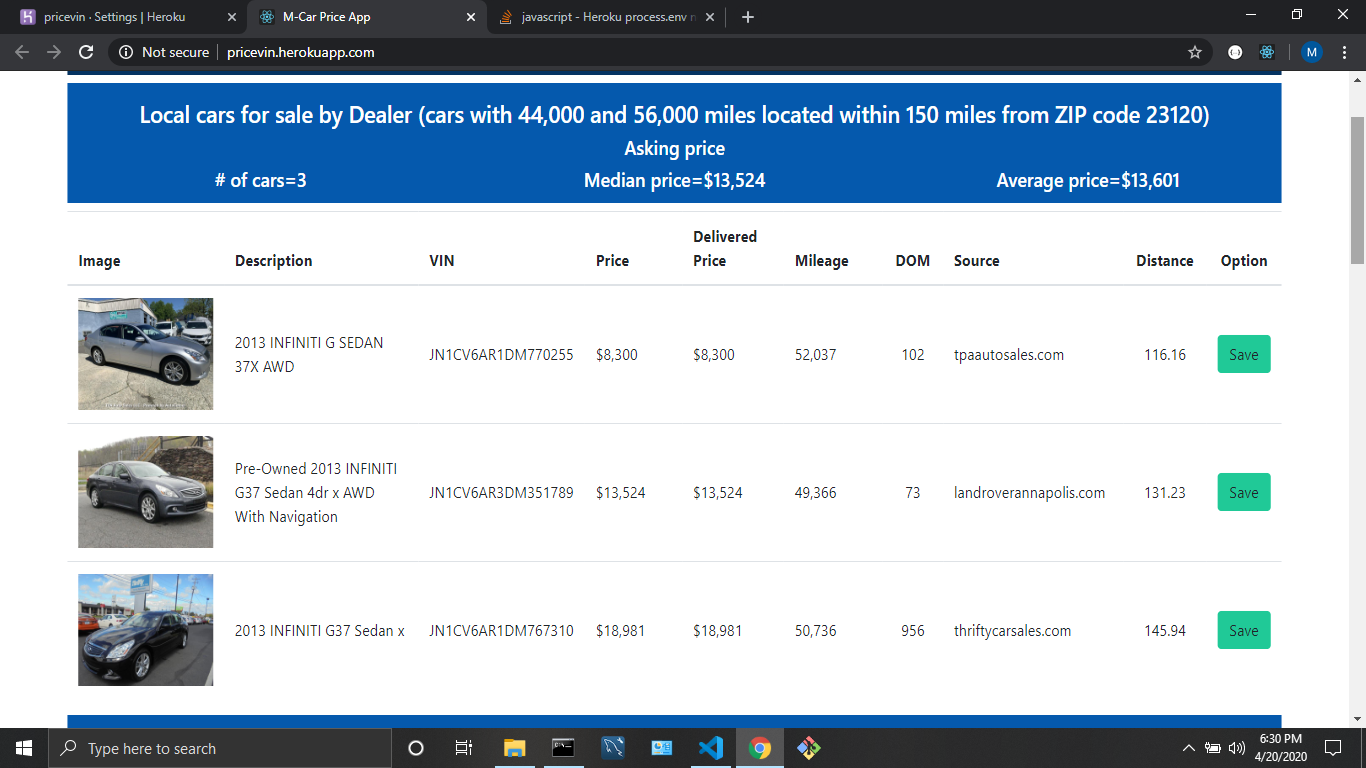 pricevin · Settings | Heroku
M-Car Price App
javascript - Heroku process.env
Not secure
pricevin.herokuapp.com
M
Local cars for sale by Dealer (cars with 44,000 and 56,000 miles located within 150 miles from ZIP code 23120)
Asking price
# of cars=3 Median price=$13,524 Average price=$13,601
Image Description VIN Price Delivered Price Mileage DOM Source Distance Option
2013 INFINITI G SEDAN
37X AWD
JN1CV6AR1DM770255 $8,300 $8,300 52,037 102 tpaautosales.com 116.16 Save
Pre-Owned 2013 INFINITI
G37 Sedan 4dr x AWD
With Navigation
JN1CV6AR3DM351789 $13,524 $13,524 49,366 73 landroverannapolis.com 131.23 Save
2013 INFINITI G37 Sedan x JN1CV6AR1DM767310 $18,981 $18,981 50,736 956 thriftycarsales.com 145.94 Save
Type here to search
6:30 PM
4/20/2020